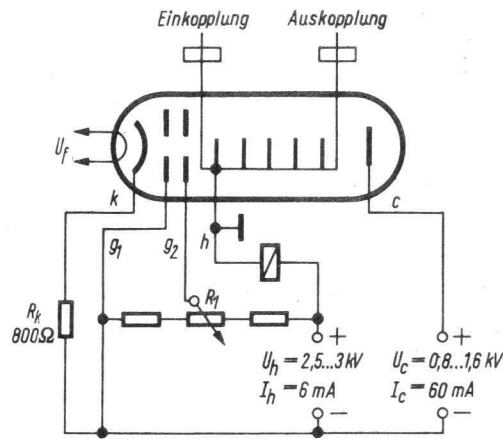 Einkopplung
Auskopplung
U_f
k
g_1
g_2
h
c
R_k
800Ω
R_1
+
+
U_h = 2,5...3 kV
I_h = 6 mA
U_c = 0,8...1,6 kV
I_c = 60 mA
−
−